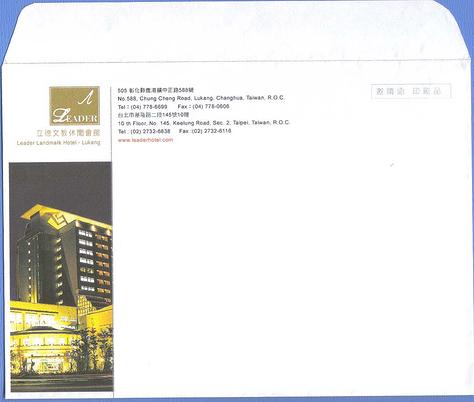 LEADER
立德文教休閒會館
Leader Landmark Hotel - Lukang
505 彰化縣鹿港鎮中正路588號
No.588, Chung Cheng Road, Lukang, Changhua, Taiwan, R.O.C.
Tel : (04) 778-6699 Fax : (04) 778-0606
台北市基隆路二段145號10樓
10 th Floor, No. 145, Keelung Road, Sec. 2, Taipei, Taiwan, R.O.C.
Tel : (02) 2732-6838 Fax : (02) 2732-6116
www.leaderhotel.com
印刷品